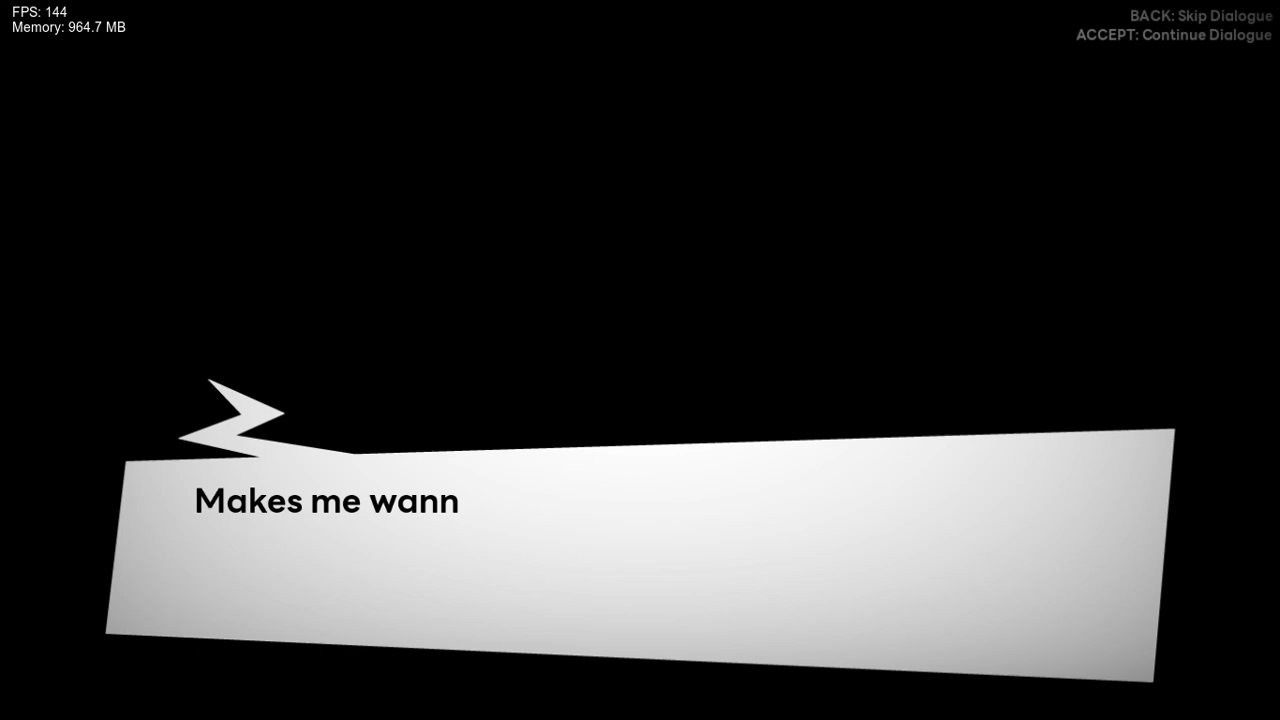 FPS: 144
Memory: 964.7 MB
BACK: Skip Dialogue
ACCEPT: Continue Dialogue
Makes me wann